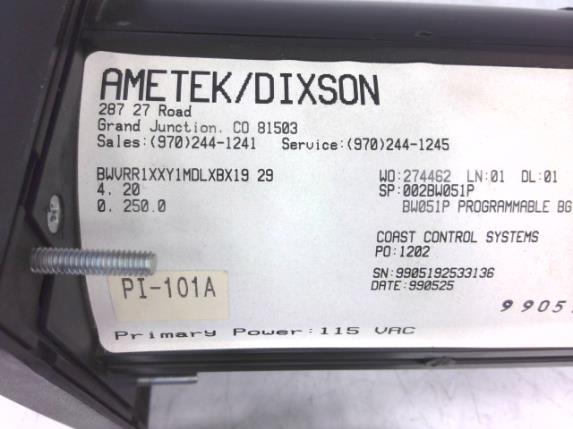 AMETEK/DIXSON
287 27 Road
Grand Junction, CO 81503
Sales:(970)244-1241 Service:(970)244-1245
BWVRR1XXY1MDLXBX19 29 WO:274462 LN:01 DL:01
4. 20 SP:002BW051P
0. 250.0 BW051P PROGRAMMABLE BG
COAST CONTROL SYSTEMS
PO:1202
SN:9905192533136
DATE:990525
PI-101A
9905
Primary Power:115 VAC